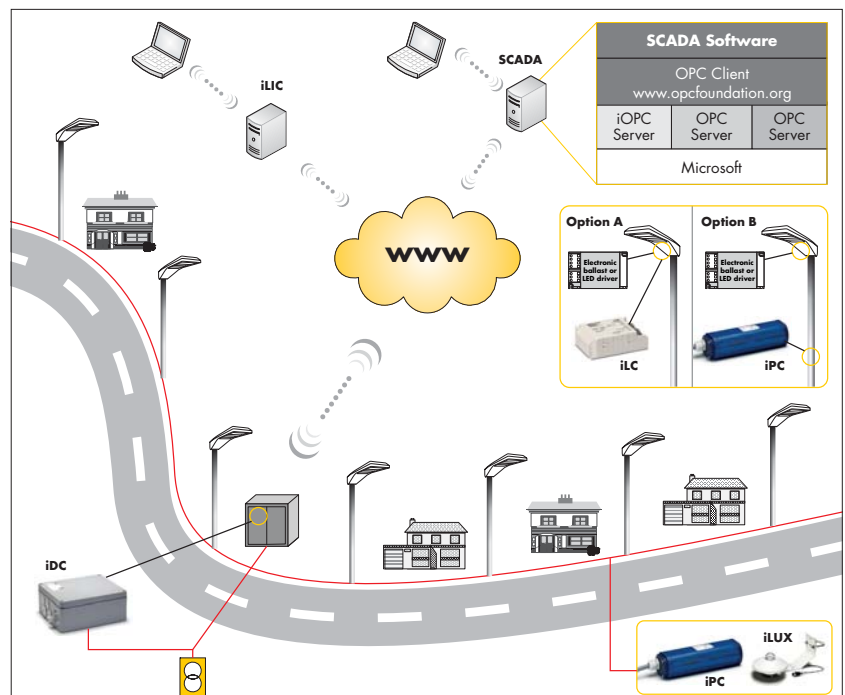 iLIC
SCADA
SCADA Software
OPC Client
www.opcfoundation.org
iOPC
Server
OPC
Server
OPC
Server
Microsoft
www
Option A
Option B
Electronic
ballast or
LED driver
Electronic
ballast or
LED driver
iLC
iPC
iDC
iLUX
iPC